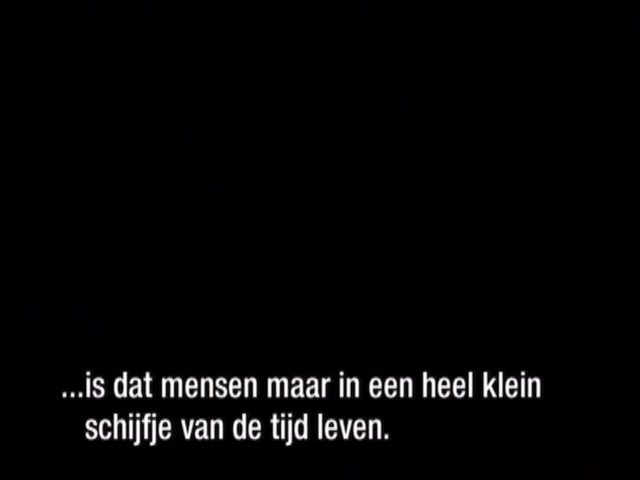 ...is dat mensen maar in een heel klein
schijfje van de tijd leven.